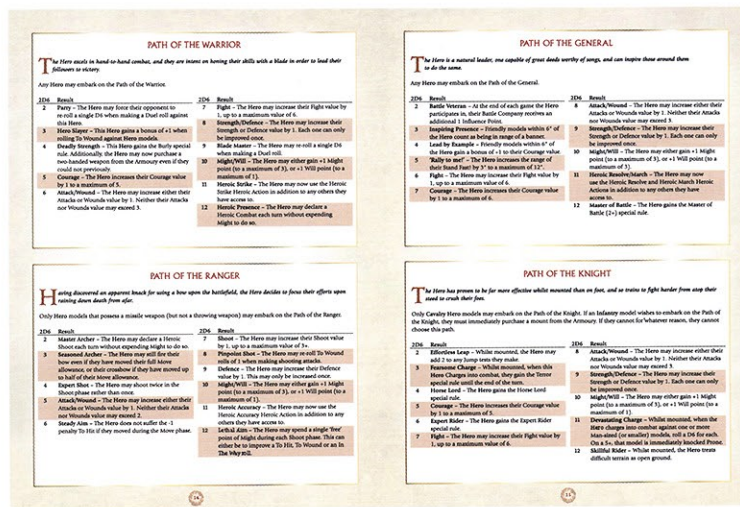 PATH OF THE WARRIOR
The Hero excels in hand-to-hand combat, and they are intent on honing their skills with a blade in order to lead their
followers to victory.
Any Hero may embark on the Path of the Warrior.
2D6 Result
2 Parry – The Hero may force their opponent to
re-roll a single D6 when making a Duel roll against
this Hero.
3 Hero Slayer – This Hero gains a bonus of +1 when
rolling To Wound against Hero models.
4 Deadly Strength – This Hero gains the Burly special
rule. Additionally, the Hero may now purchase a
two-handed weapon from the Armoury even if they
could not previously.
5 Courage – The Hero increases their Courage value
by 1 to a maximum of 5.
6 Attack/Wound – The Hero may increase either their
Attacks or Wounds value by 1. Neither their Attacks
nor Wounds value may exceed 3.
2D6 Result
7 Fight – The Hero may increase their Fight value by
1, up to a maximum value of 6.
8 Strength/Defence – The Hero may increase their
Strength or Defence value by 1. Each one can only
be improved once.
9 Blade Master – The Hero may re-roll a single D6
when making a Duel roll.
10 Might/Will – The Hero may either gain +1 Might
point (to a maximum of 3), or +1 Will point (to a
maximum of 1).
11 Heroic Strike – The Hero may now use the Heroic
Strike Heroic Action in addition to any others they
have access to.
12 Heroic Presence – The Hero may declare a
Heroic Combat each turn without expending
Might to do so.
PATH OF THE RANGER
Having discovered an apparent knack for using a bow upon the battlefield, the Hero decides to focus their efforts upon
raining down death from afar.
Only Hero models that possess a missile weapon (but not a throwing weapon) may embark on the Path of the Ranger.
2D6 Result
2 Master Archer – The Hero may declare a Heroic
Shoot each turn without expending Might to do so.
3 Seasoned Archer – The Hero may still fire their
bow even if they have moved their full Move
allowance, or their crossbow if they have moved up
to half of their Move allowance.
4 Expert Shot – The Hero may shoot twice in the
Shoot phase rather than once.
5 Attack/Wound – The Hero may increase either their
Attacks or Wounds value by 1. Neither their Attacks
nor Wounds value may exceed 2.
6 Steady Aim – The Hero does not suffer the -1
penalty To Hit if they moved during the Move phase.
2D6 Result
7 Shoot – The Hero may increase their Shoot value
by 1, up to a maximum value of 3+.
8 Pinpoint Shot – The Hero may re-roll To Wound
rolls of 1 when making shooting attacks.
9 Defence – The Hero may increase their Defence
value by 1. This may only be increased once.
10 Might/Will – The Hero may either gain +1 Might
point (to a maximum of 3), or +1 Will point (to a
maximum of 1).
11 Heroic Accuracy – The Hero may now use the
Heroic Accuracy Heroic Action in addition to any
others they have access to.
12 Lethal Aim – The Hero may spend a single 'free'
point of Might during each Shoot phase. This can
either be to improve a To Hit, To Wound or an In
The Way roll.
PATH OF THE GENERAL
The Hero is a natural leader, one capable of great deeds worthy of songs, and can inspire those around them
to do the same.
Any Hero may embark on the Path of the General.
2D6 Result
2 Battle Veteran – At the end of each game the Hero
participates in, their Battle Company receives an
additional 1 Influence Point.
3 Inspiring Presence – Friendly models within 6" of
the Hero count as being in range of a banner.
4 Lead by Example – Friendly models within 6" of
the Hero gain a bonus of +1 to their Courage value.
5 'Rally to me!' – The Hero increases the range of
their Stand Fast! by 3" to a maximum of 12".
6 Fight – The Hero may increase their Fight value by
1, up to a maximum value of 6.
7 Courage – The Hero increases their Courage value
by 1 to a maximum of 6.
8 Attack/Wound – The Hero may increase either their
Attacks or Wounds value by 1. Neither their Attacks
nor Wounds value may exceed 3.
9 Strength/Defence – The Hero may increase their
Strength or Defence value by 1. Each one can only
be improved once.
10 Might/Will – The Hero may either gain +1 Might
point (to a maximum of 3), or +1 Will point (to a
maximum of 3).
11 Heroic Resolve/March – The Hero may now
use the Heroic Resolve and Heroic March Heroic
Actions in addition to any others they have
access to.
12 Master of Battle – The Hero gains the Master of
Battle (2+) special rule.
PATH OF THE KNIGHT
The Hero has proven to be far more effective whilst mounted than on foot, and so trains to fight harder from atop their
steed to crush their foes.
Only Cavalry Hero models may embark on the Path of the Knight. If an Infantry model wishes to embark on the Path of
the Knight, they must immediately purchase a mount from the Armoury. If they cannot for whatever reason, they cannot
choose this path.
2D6 Result
2 Effortless Leap – Whilst mounted, the Hero may
add 2 to any Jump tests they make.
3 Fearsome Charge – Whilst mounted, when this
Hero Charges into combat, they gain the Terror
special rule until the end of the turn.
4 Horse Lord – The Hero gains the Horse Lord
special rule.
5 Courage – The Hero increases their Courage value
by 1 to a maximum of 5.
6 Expert Rider – The Hero gains the Expert Rider
special rule.
7 Fight – The Hero may increase their Fight value by
1, up to a maximum value of 6.
8 Attack/Wound – The Hero may increase either their
Attacks or Wounds value by 1. Neither their Attacks
nor Wounds value may exceed 3.
9 Strength/Defence – The Hero may increase their
Strength or Defence value by 1. Each one can only
be improved once.
10 Might/Will – The Hero may either gain +1 Might
point (to a maximum of 3), or +1 Will point (to a
maximum of 1).
11 Devastating Charge – Whilst mounted, when the
Hero charges into combat against one or more
Man-sized (or smaller) models, roll a D6 for each.
On a 5+, that model is immediately knocked Prone.
12 Skillful Rider – Whilst mounted, the Hero treats
difficult terrain as open ground.